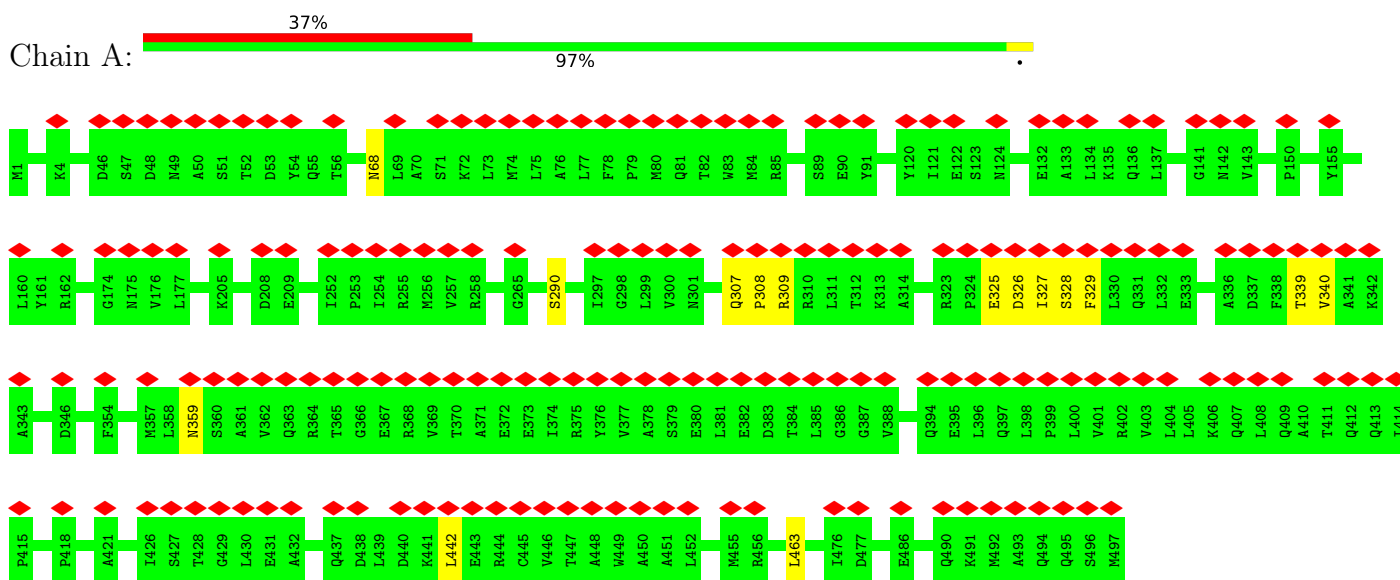 37%
Chain A:
97%
.
M1 K4 D46 S47 D48 N49 A50 S51 T52 D53 Y54 Q55 T56 N68 L69 A70 S71 K72 L73 M74 L75 A76 L77 F78 P79 M80 Q81 T82 W83 M84 R85 S89 E90 Y91 Y120 I121 E122 S123 N124 E132 A133 L134 K135 Q136 L137 G141 N142 V143 P150 Y155
L160 Y161 R162 G174 N175 V176 L177 K205 D208 E209 I252 P253 I254 R255 M256 V257 R258 G265 S290 I297 G298 L299 V300 N301 Q307 P308 R309 R310 L311 T312 K313 A314 R323 P324 E325 D326 I327 S328 F329 L330 Q331 L332 E333 A336 D337 F338 T339 V340 A341 K342
A343 D346 F354 M357 L358 N359 S360 A361 V362 Q363 R364 T365 G366 E367 R368 V369 T370 A371 E372 E373 I374 R375 Y376 V377 A378 S379 E380 L381 E382 D383 T384 L385 G386 G387 V388 Q394 E395 L396 Q397 L398 P399 L400 V401 R402 V403 L404 L405 K406 Q407 L408 Q409 A410 T411 Q412 Q413 I414
P415 P418 A421 I426 S427 T428 G429 L430 E431 A432 Q437 D438 L439 D440 K441 L442 E443 R444 C445 V446 T447 A448 W449 A450 A451 L452 M455 R456 L463 I476 D477 E486 Q490 K491 M492 A493 Q494 Q495 S496 M497